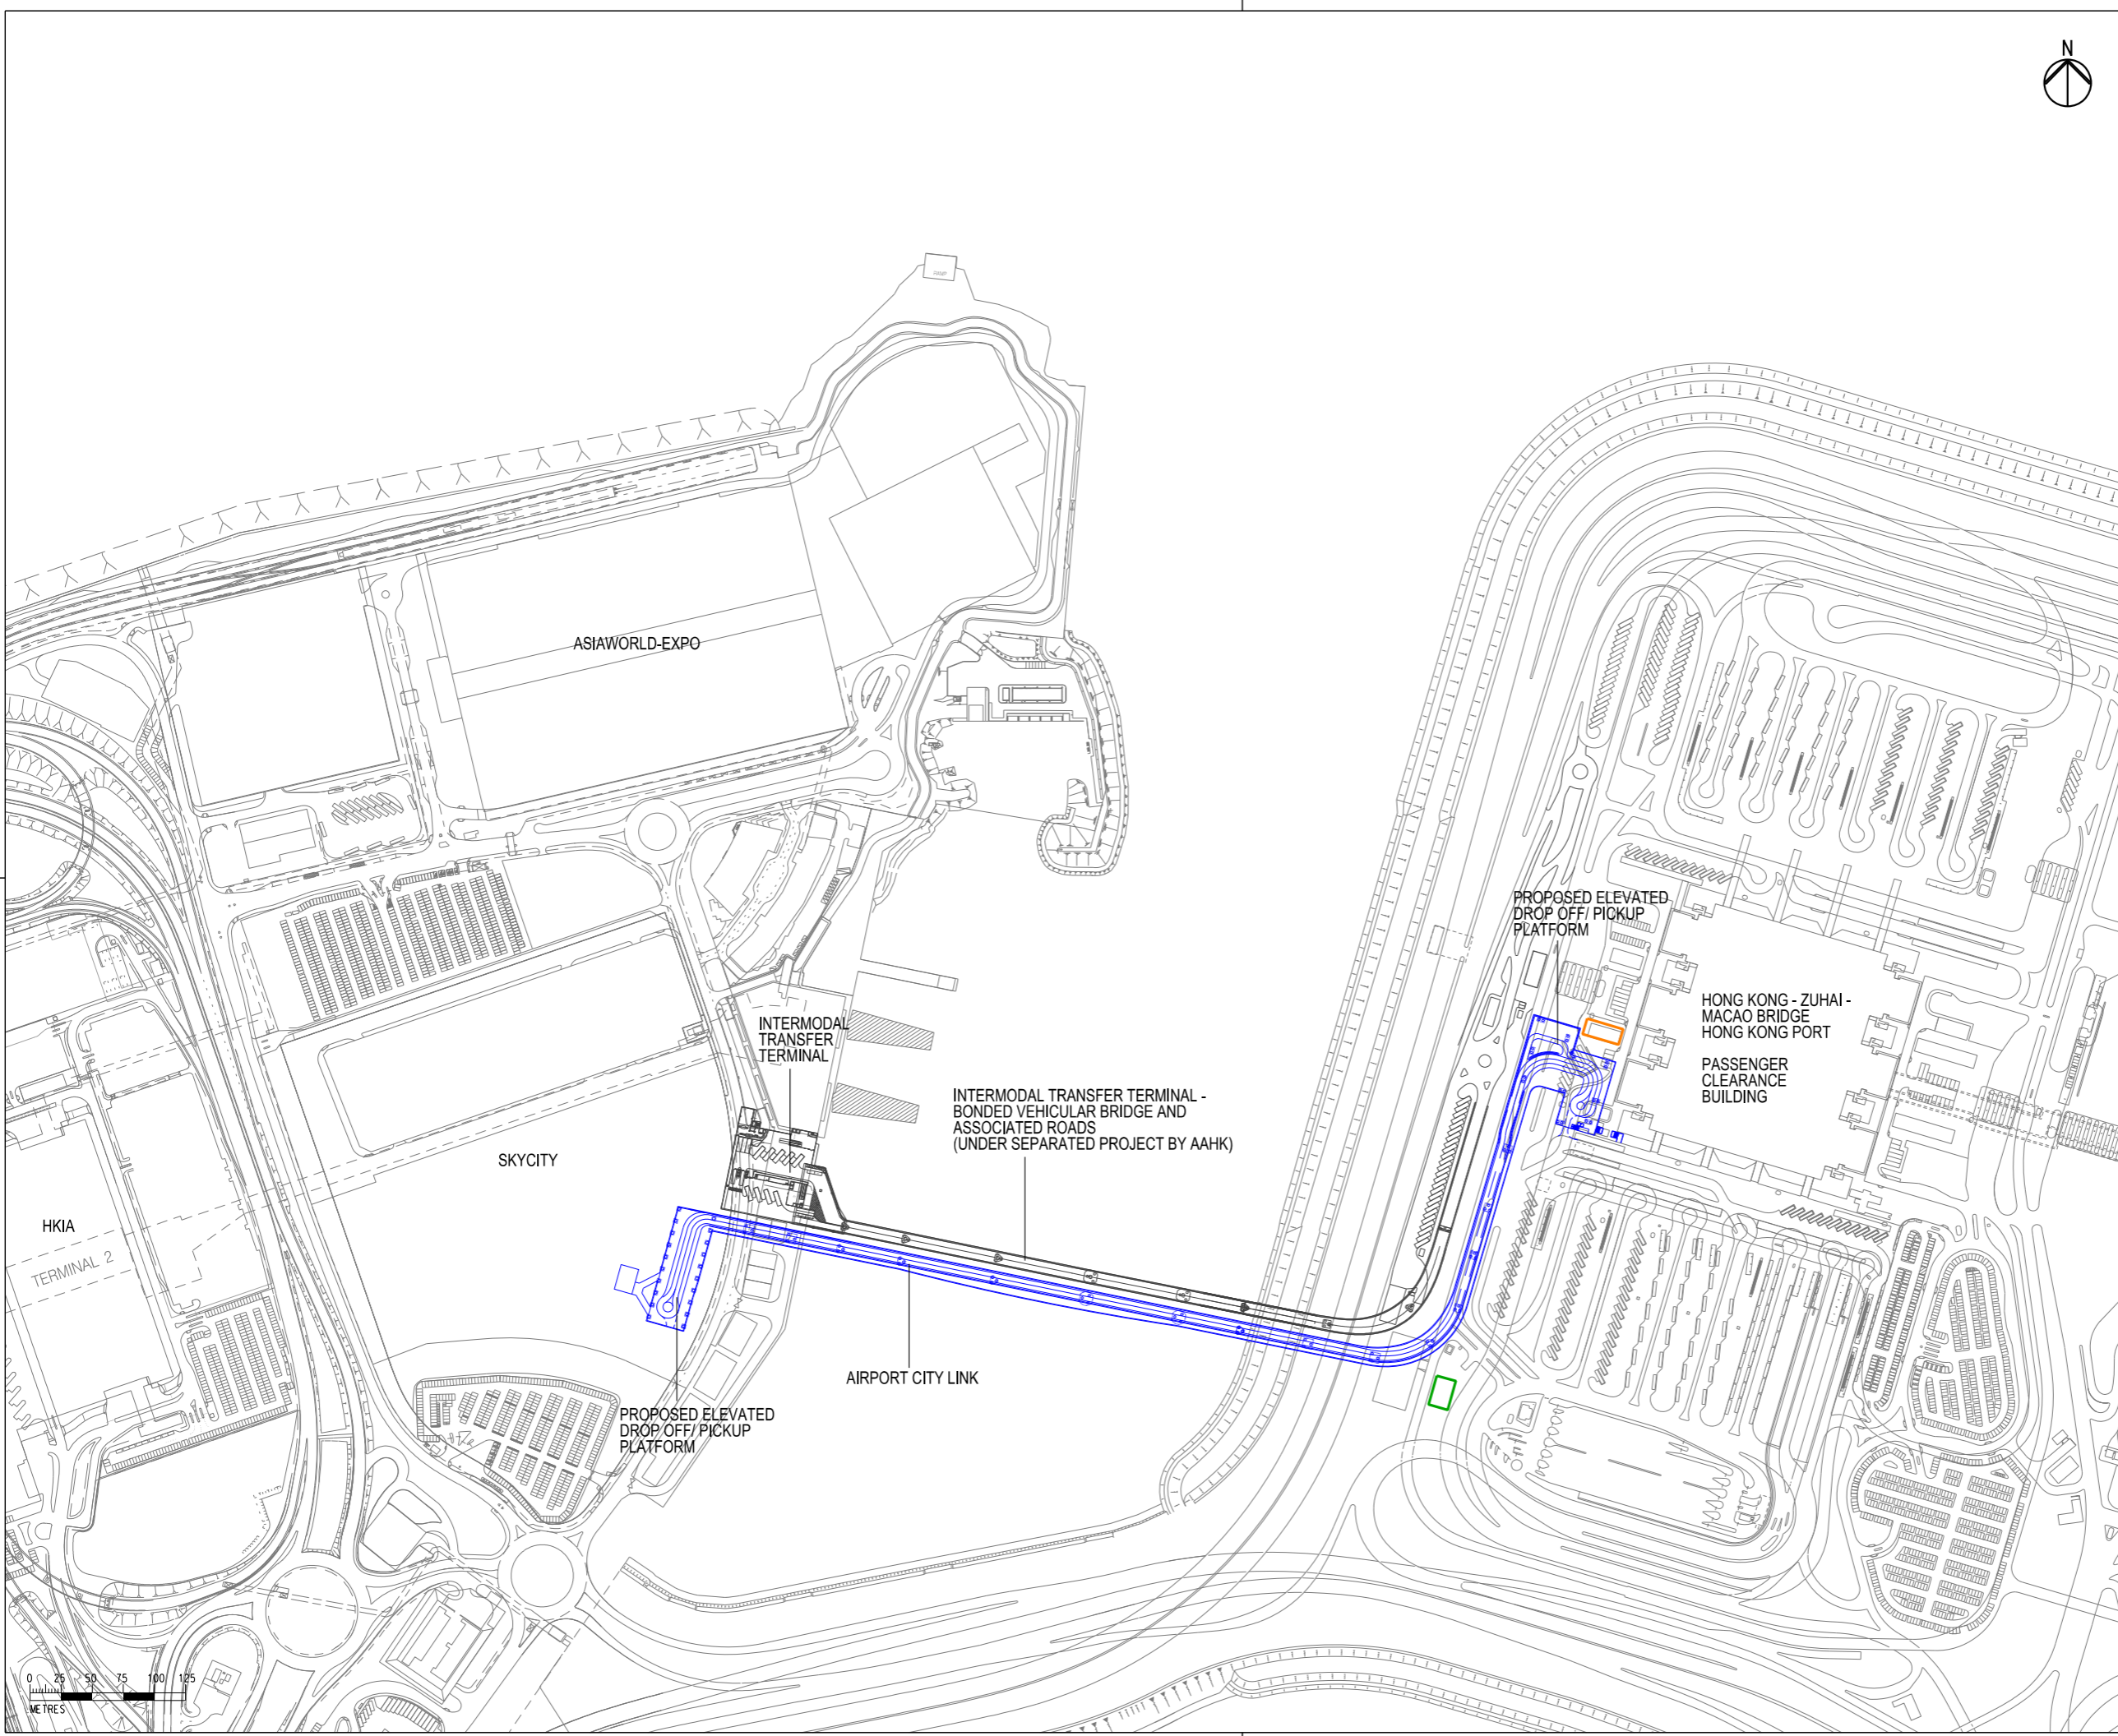 N
ASIAWORLD-EXPO
PROPOSED ELEVATED
DROP OFF/ PICKUP
PLATFORM
HONG KONG - ZUHAI -
MACAO BRIDGE
HONG KONG PORT
PASSENGER
CLEARANCE
BUILDING
INTERMODAL
TRANSFER
TERMINAL
INTERMODAL TRANSFER TERMINAL -
BONDED VEHICULAR BRIDGE AND
ASSOCIATED ROADS
(UNDER SEPARATED PROJECT BY AAHK)
SKYCITY
HKIA
TERMINAL 2
AIRPORT CITY LINK
PROPOSED ELEVATED
DROP OFF/ PICKUP
PLATFORM
0 25 50 75 100 125
METRES